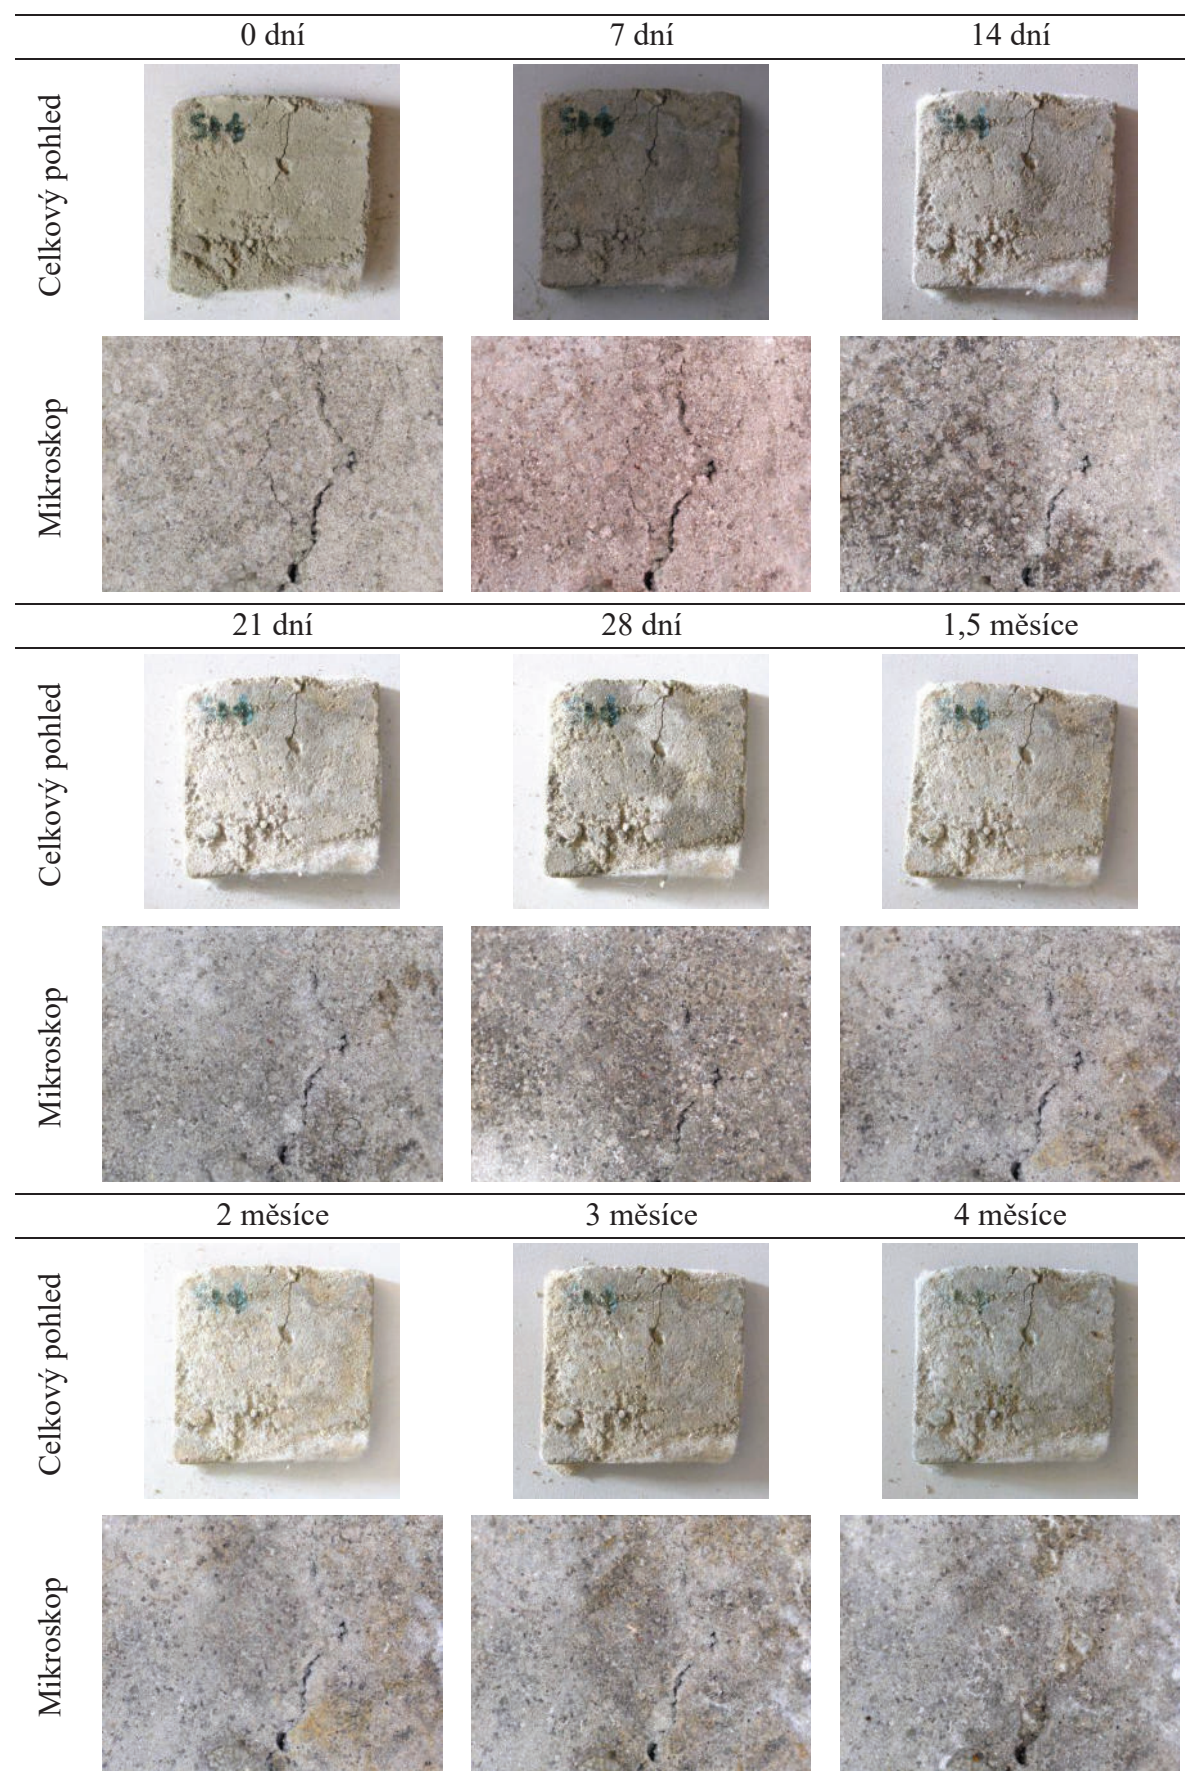 0 dní 7 dní 14 dní
Celkový pohled
Mikroskop
21 dní 28 dní 1,5 měsíce
Celkový pohled
Mikroskop
2 měsíce 3 měsíce 4 měsíce
Celkový pohled
Mikroskop